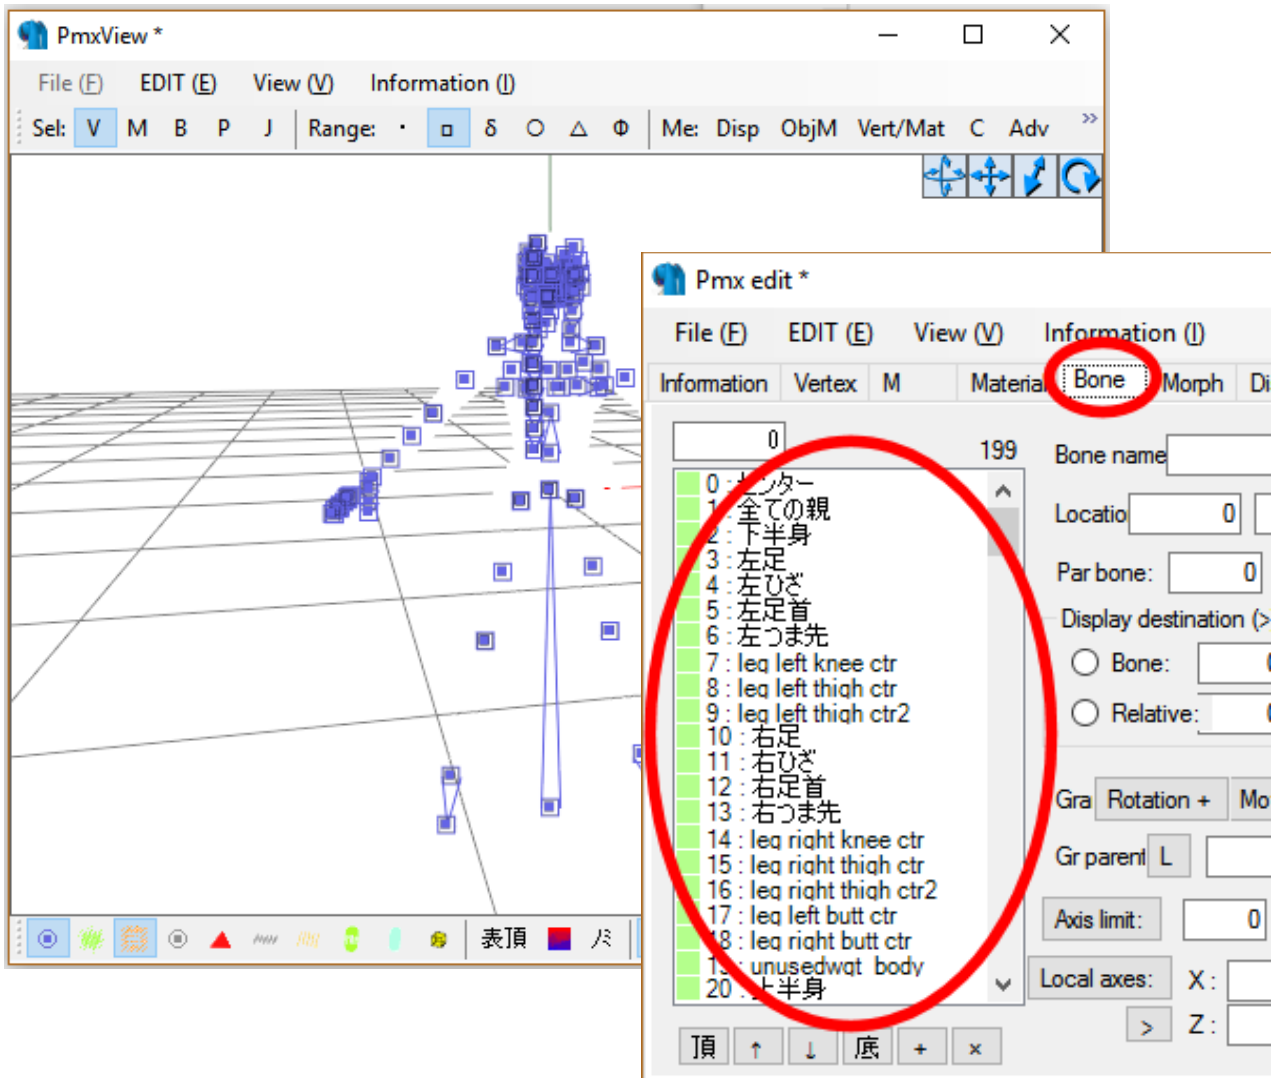 PmxView *
File (F) EDIT (E) View (V) Information (I)
Sel: V M B P J Range: · □ δ ○ △ Φ Me: Disp ObjM Vert/Mat C Adv »
Pmx edit *
File (F) EDIT (E) View (V) Information (I)
Information Vertex M Material Bone Morph Di
0 199
Bone name
0 : センター
1 : 全ての親
2 : 下半身
3 : 左足
4 : 左ひざ
5 : 左足首
6 : 左つま先
7 : leg left knee ctr
8 : leg left thigh ctr
9 : leg left thigh ctr2
10 : 右足
11 : 右ひざ
12 : 右足首
13 : 右つま先
14 : leg right knee ctr
15 : leg right thigh ctr
16 : leg right thigh ctr2
17 : leg left butt ctr
18 : leg right butt ctr
19 : unusedwgt_body
20 : 上半身
Locatio 0
Par bone: 0
Display destination (>
Bone: 0
Relative: 0
Gra Rotation + Mo
Gr parent L
Axis limit: 0
Local axes: X :
> Z :
表頂
頂 ↑ ↓ 底 + ×